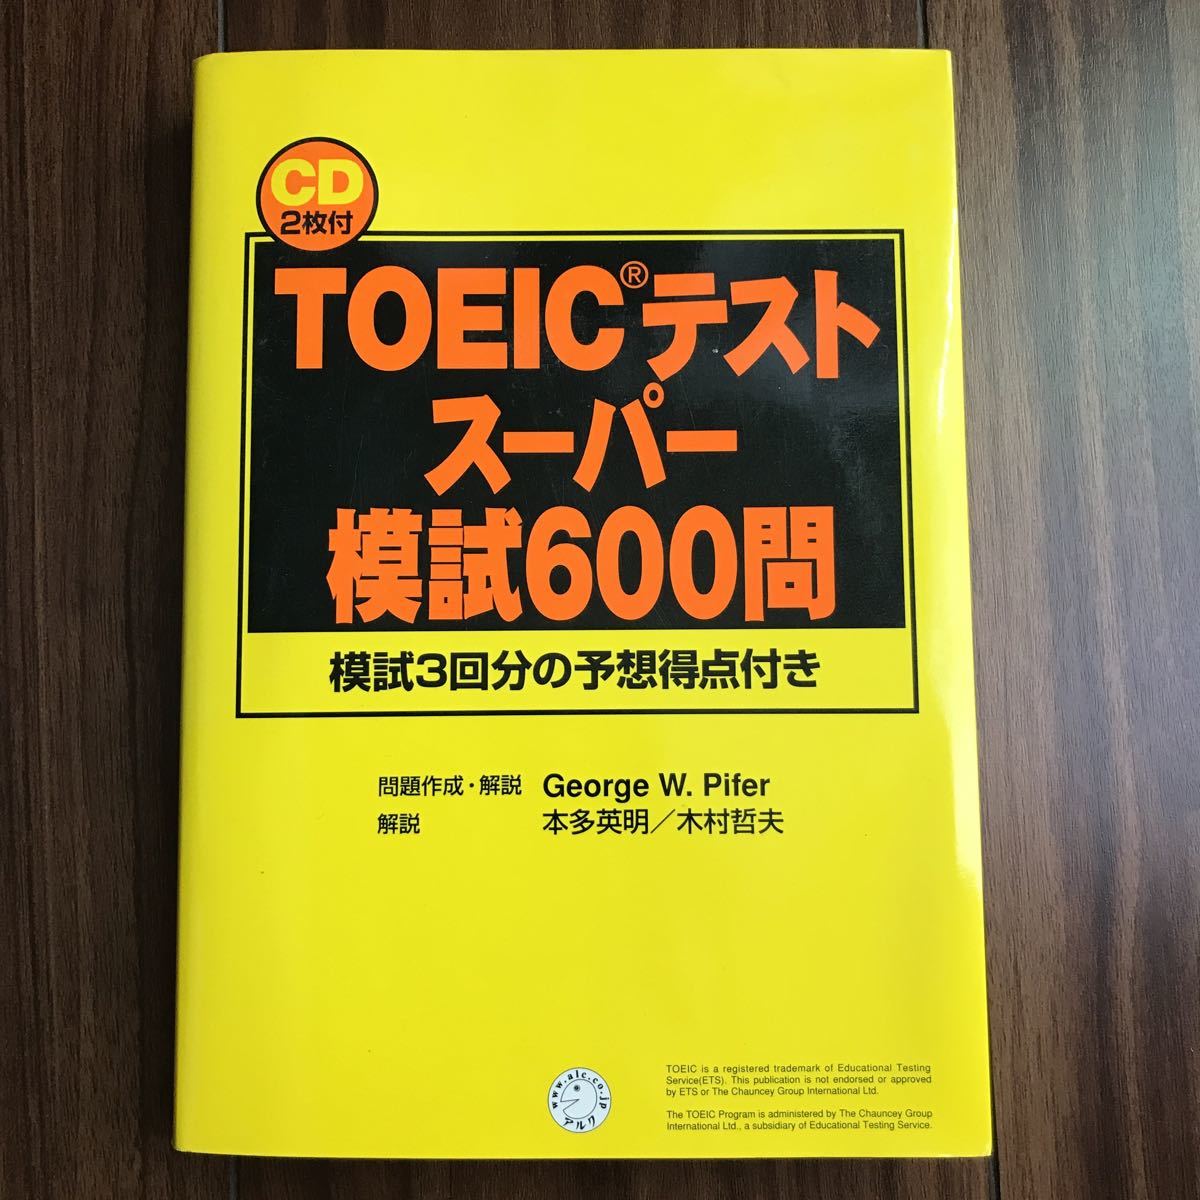 CD
2枚付
TOEIC®テスト
スーパー
模試600問
模試3回分の予想得点付き
問題作成・解説 George W. Pifer
解説 本多英明／木村哲夫
www.alc.co.jp
アルク
TOEIC is a registered trademark of Educational Testing
Service(ETS). This publication is not endorsed or approved
by ETS or The Chauncey Group International Ltd.
The TOEIC Program is administered by The Chauncey Group
International Ltd., a subsidiary of Educational Testing Service.